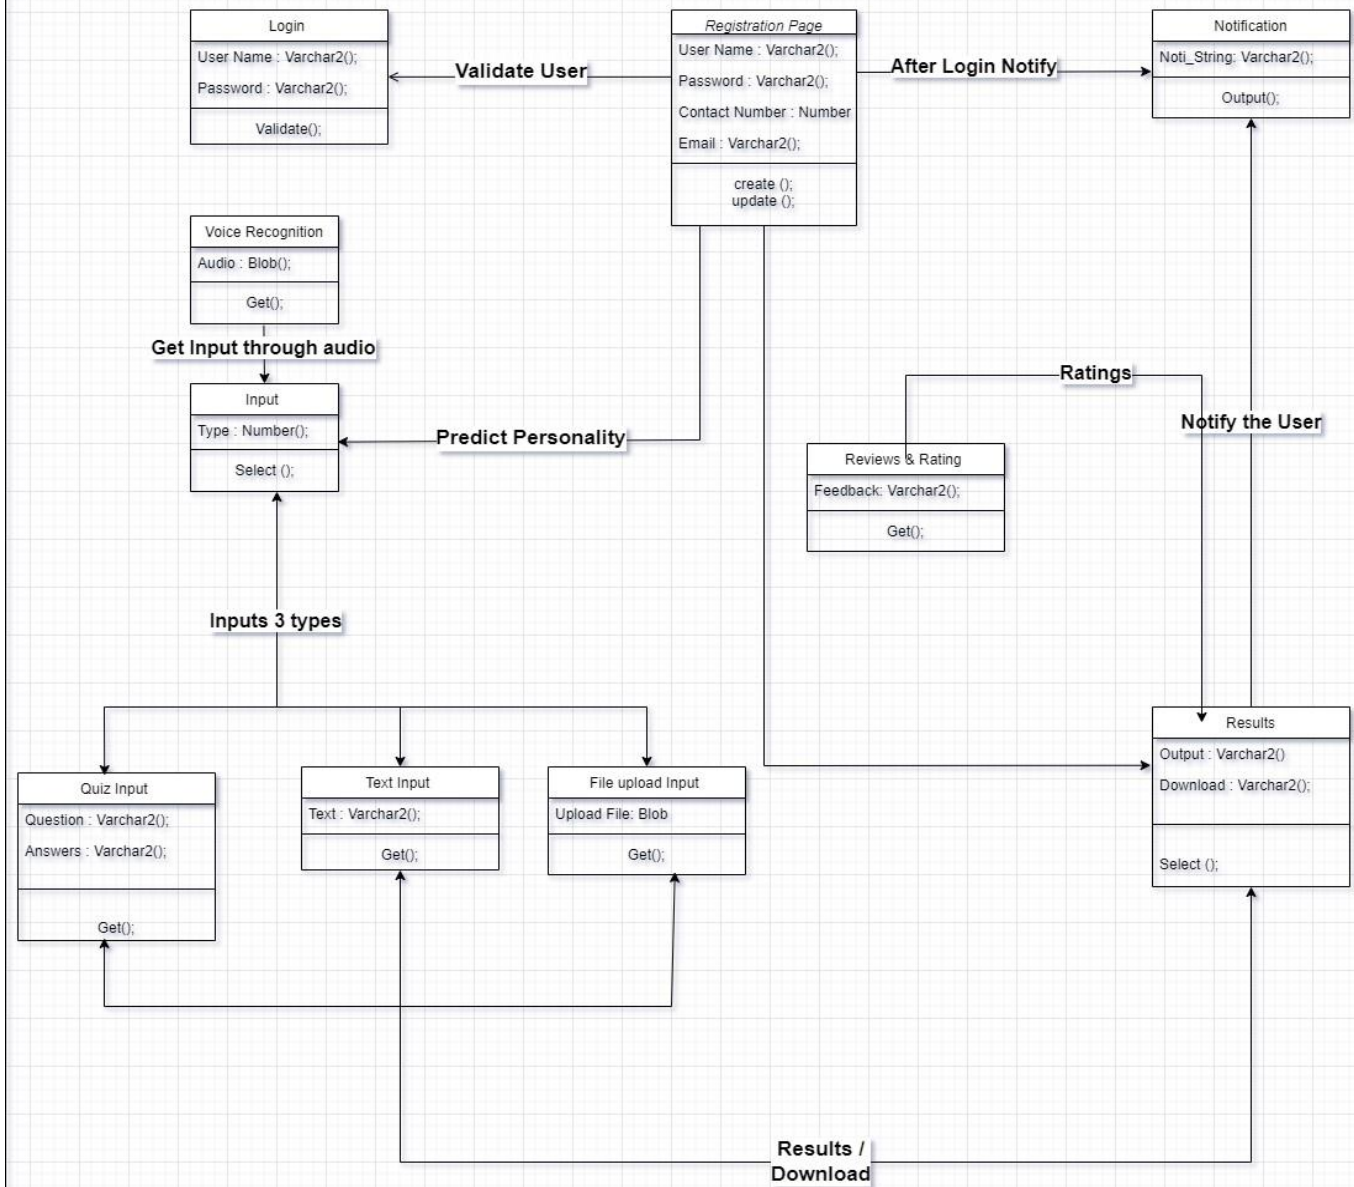 Login
User Name : Varchar2();
Password : Varchar2();
Validate();
Validate User
Registration Page
User Name : Varchar2();
Password : Varchar2();
Contact Number : Number
Email : Varchar2();
create ();
update ();
After Login Notify
Notification
Noti_String: Varchar2();
Output();
Voice Recognition
Audio : Blob();
Get();
Get Input through audio
Input
Type : Number();
Select ();
Predict Personality
Ratings
Reviews & Rating
Feedback: Varchar2();
Get();
Notify the User
Inputs 3 types
Quiz Input
Question : Varchar2();
Answers : Varchar2();
Get();
Text Input
Text : Varchar2();
Get();
File upload Input
Upload File: Blob
Get();
Results
Output : Varchar2()
Download : Varchar2();
Select ();
Results /
Download